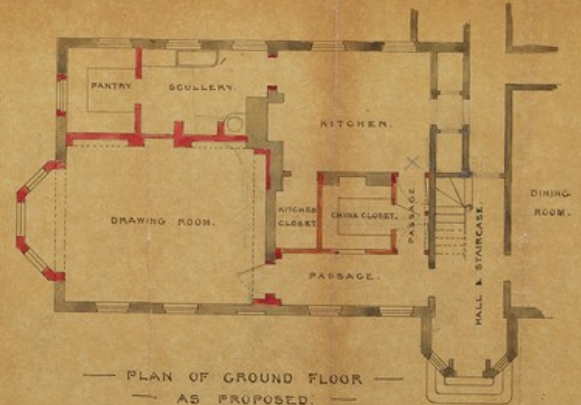 PANTRY
SCULLERY.
KITCHEN.
DRAWING ROOM.
KITCHEN
CLOSET.
CHINA CLOSET.
PASSAGE
PASSAGE.
HALL & STAIRCASE.
DINING
ROOM.
PLAN OF GROUND FLOOR
AS PROPOSED.